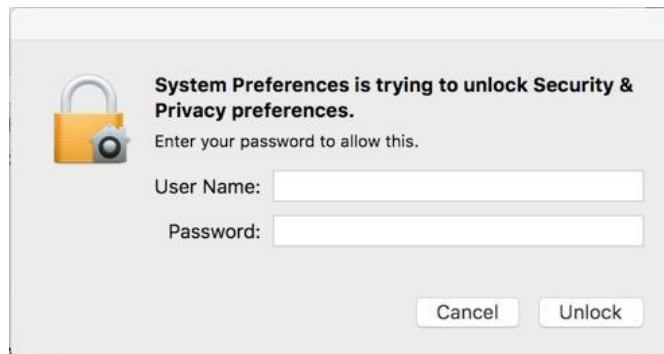 System Preferences is trying to unlock Security &
Privacy preferences.
Enter your password to allow this.
User Name:
Password:
Cancel
Unlock